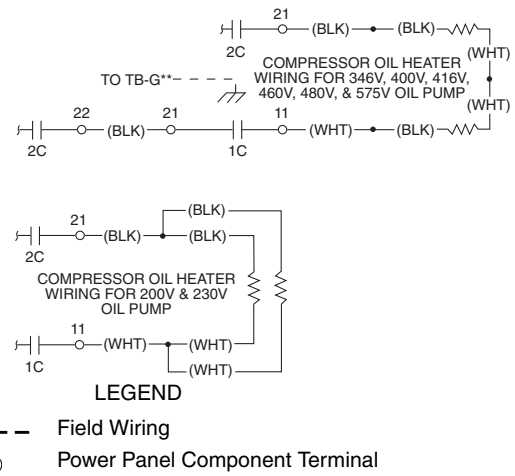 21
(BLK) (BLK)
2C
(WHT)
COMPRESSOR OIL HEATER
WIRING FOR 346V, 400V, 416V,
460V, 480V, & 575V OIL PUMP
TO TB-G**
(WHT)
22 21 11
(BLK) (WHT) (BLK)
2C 1C
(BLK)
21
(BLK) (BLK)
2C
COMPRESSOR OIL HEATER
WIRING FOR 200V & 230V
OIL PUMP
11
(WHT) (WHT)
1C
(WHT)
LEGEND
Field Wiring
Power Panel Component Terminal